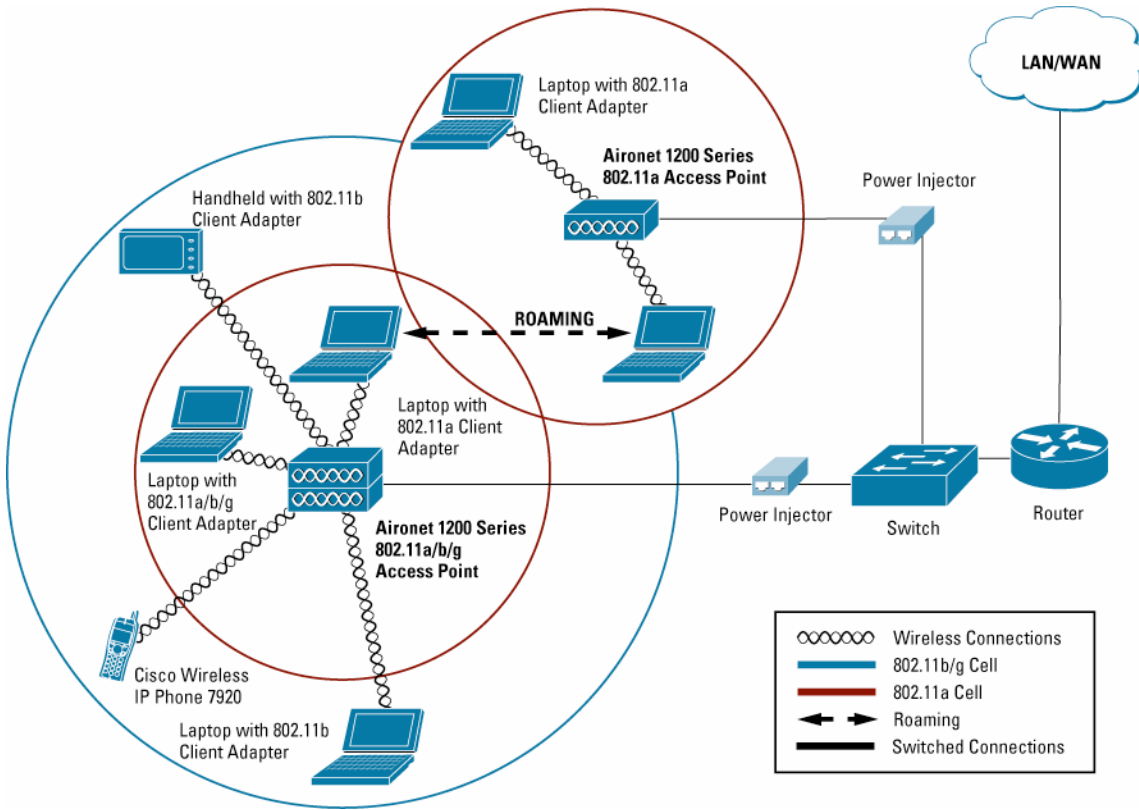 LAN/WAN
Laptop with 802.11a
Client Adapter
Aironet 1200 Series
802.11a Access Point
Power Injector
Handheld with 802.11b
Client Adapter
ROAMING
Laptop with
802.11a Client
Adapter
Laptop with
802.11a/b/g
Client Adapter
Aironet 1200 Series
802.11a/b/g
Access Point
Power Injector
Switch
Router
Cisco Wireless
IP Phone 7920
Laptop with 802.11b
Client Adapter
Wireless Connections
802.11b/g Cell
802.11a Cell
Roaming
Switched Connections